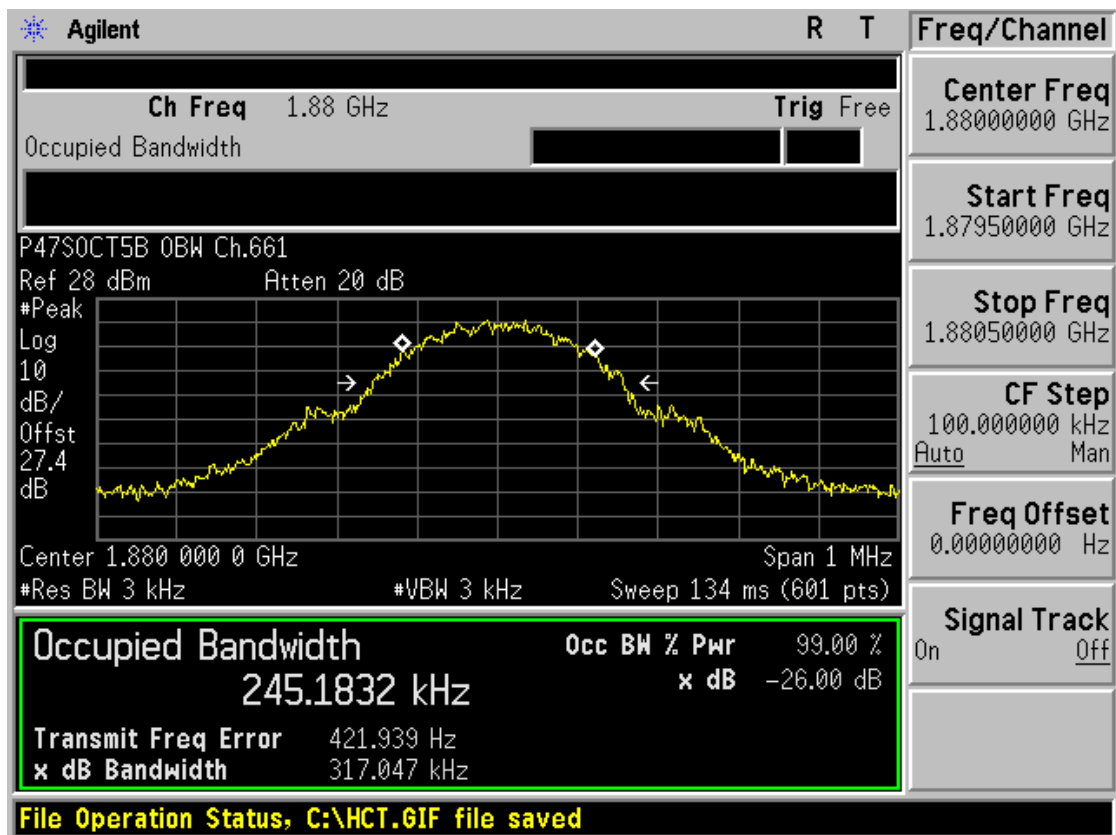 Agilent R T
Ch Freq 1.88 GHz Trig Free
Occupied Bandwidth
P47SOCT5B OBW Ch.661
Ref 28 dBm Atten 20 dB
#Peak
Log
10
dB/
Offst
27.4
dB
Center 1.880 000 0 GHz Span 1 MHz
#Res BW 3 kHz #VBW 3 kHz Sweep 134 ms (601 pts)
Occupied Bandwidth
245.1832 kHz
Occ BW % Pwr 99.00 %
x dB -26.00 dB
Transmit Freq Error 421.939 Hz
x dB Bandwidth 317.047 kHz
File Operation Status, C:\HCT.GIF file saved
Freq/Channel
Center Freq
1.88000000 GHz
Start Freq
1.87950000 GHz
Stop Freq
1.88050000 GHz
CF Step
100.000000 kHz
Auto Man
Freq Offset
0.00000000 Hz
Signal Track
On Off